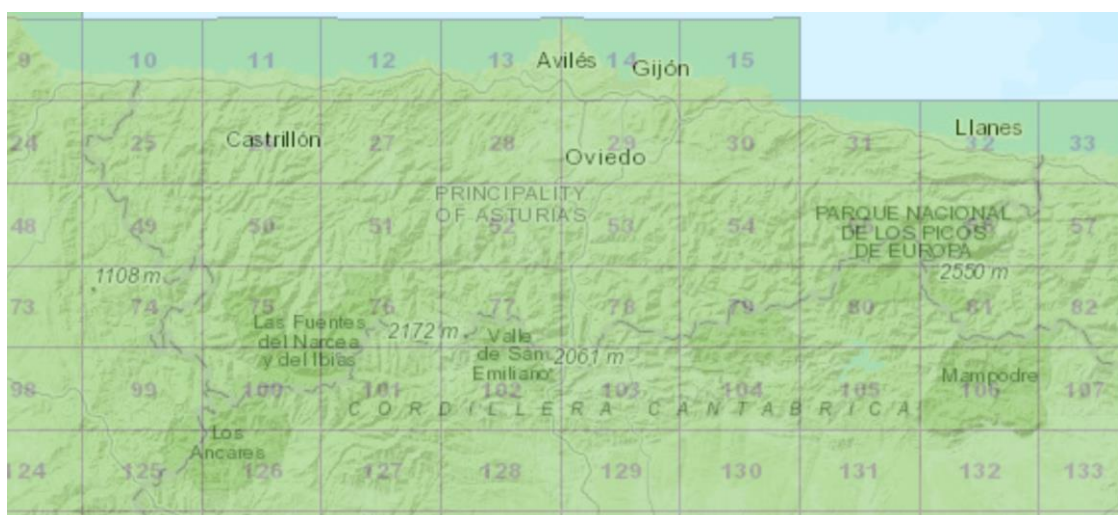 9 10 11 12 13 Avilés 14 Gijón 15
24 25 Castrillón 27 28 Oviedo 29 30 31 Llanes 32 33
PRINCIPALITY
OF ASTURIAS
48 49 50 51 52 53 54 57
PARQUE NACIONAL
DE LOS PICOS
DE EUROPA
1108 m 2550 m
73 74 75 76 77 78 79 80 81 82
Las Fuentes
del Narcea
y del Ibias
2172 m
Valle
de San
Emiliano
2061 m
98 99 100 101 102 103 104 105 106 107
Mampodre
CORDILLERA CANTABRICA
Los
Ancares
124 125 126 127 128 129 130 131 132 133